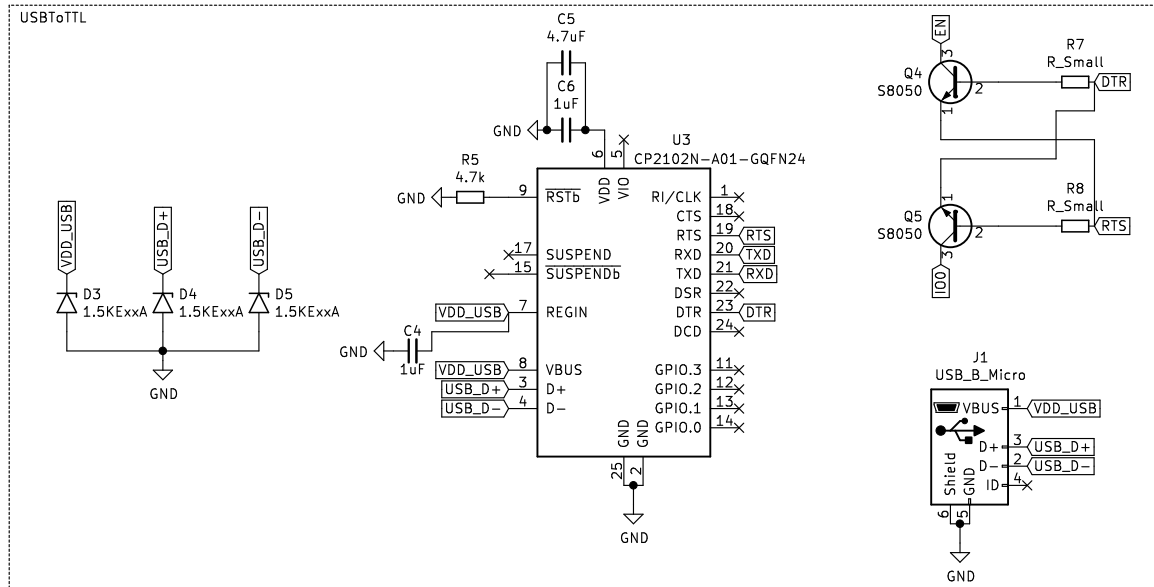 USBToTTL
C5
4.7uF
C6
1uF
GND
6
5
VDD
VIO
U3
CP2102N-A01-GQFN24
R5
4.7k
GND
9
RSTb
17
SUSPEND
15
SUSPENDb
VDD_USB
7
REGIN
C4
1uF
GND
VDD_USB
8
VBUS
USB_D+
3
D+
USB_D-
4
D-
RI/CLK
1
CTS
18
RTS
19
RTS
RXD
20
TXD
TXD
21
RXD
DSR
22
DTR
23
DTR
DCD
24
GPIO.3
11
GPIO.2
12
GPIO.1
13
GPIO.0
14
GND
GND
25
2
GND
VDD_USB
USB_D+
USB_D-
D3
1.5KExxA
D4
1.5KExxA
D5
1.5KExxA
GND
EN
3
Q4
S8050
2
1
R7
R_Small
DTR
1
Q5
S8050
2
3
R8
R_Small
RTS
IO0
J1
USB_B_Micro
VBUS
1
VDD_USB
D+
3
USB_D+
D-
2
USB_D-
ID
4
Shield
GND
6
5
GND